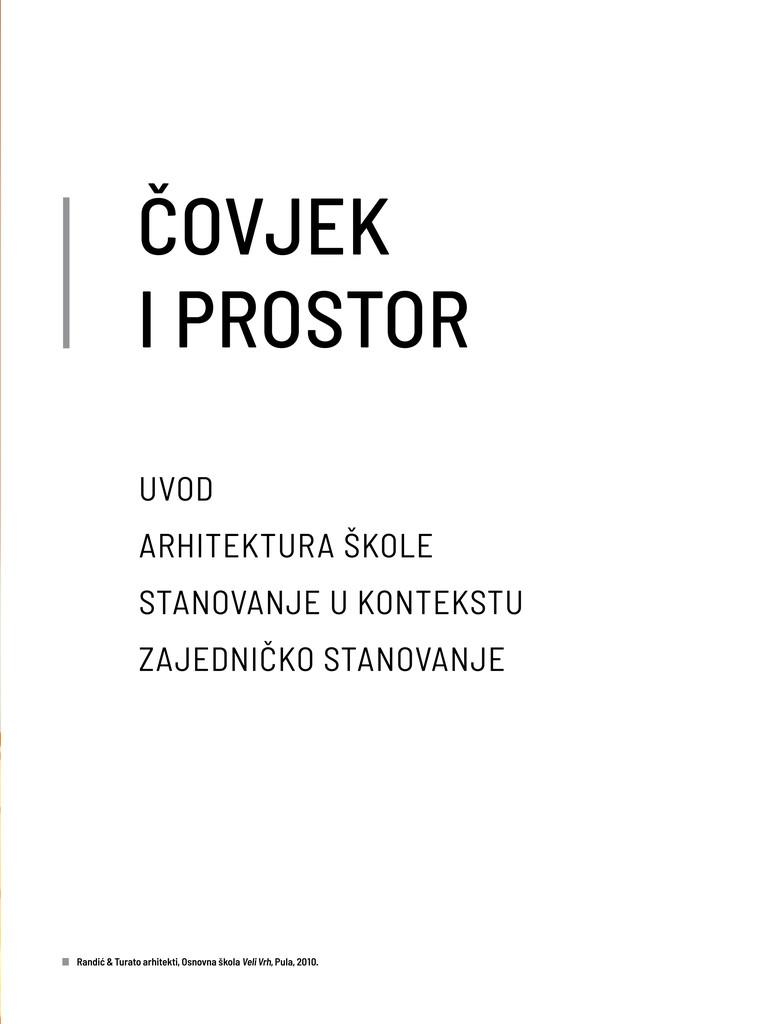 ČOVJEK
I PROSTOR
UVOD
ARHITEKTURA ŠKOLE
STANOVANJE U KONTEKSTU
ZAJEDNIČKO STANOVANJE
Randić & Turato arhitekti, Osnovna škola Veli Vrh, Pula, 2010.